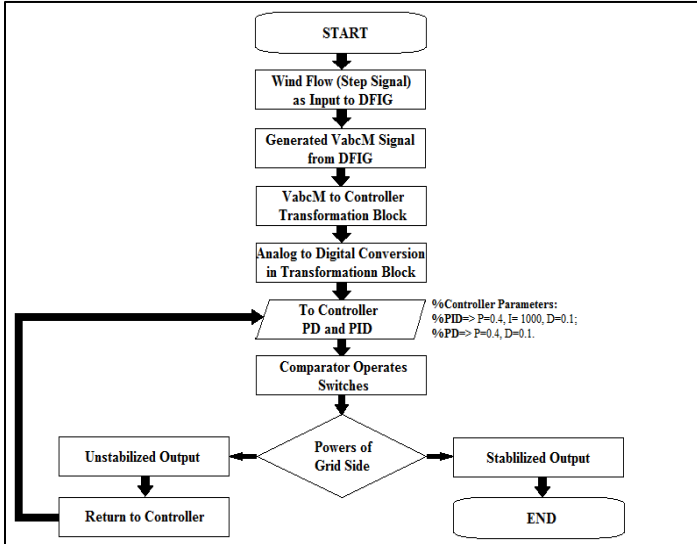 START
Wind Flow (Step Signal)
as Input to DFIG
Generated VabcM Signal
from DFIG
VabcM to Controller
Transformation Block
Analog to Digital Conversion
in Transformationn Block
To Controller
PD and PID
%Controller Parameters:
%PID=> P=0.4, I= 1000, D=0.1;
%PD=> P=0.4, D=0.1.
Comparator Operates
Switches
Powers of
Grid Side
Unstabilized Output
Stablilized Output
Return to Controller
END